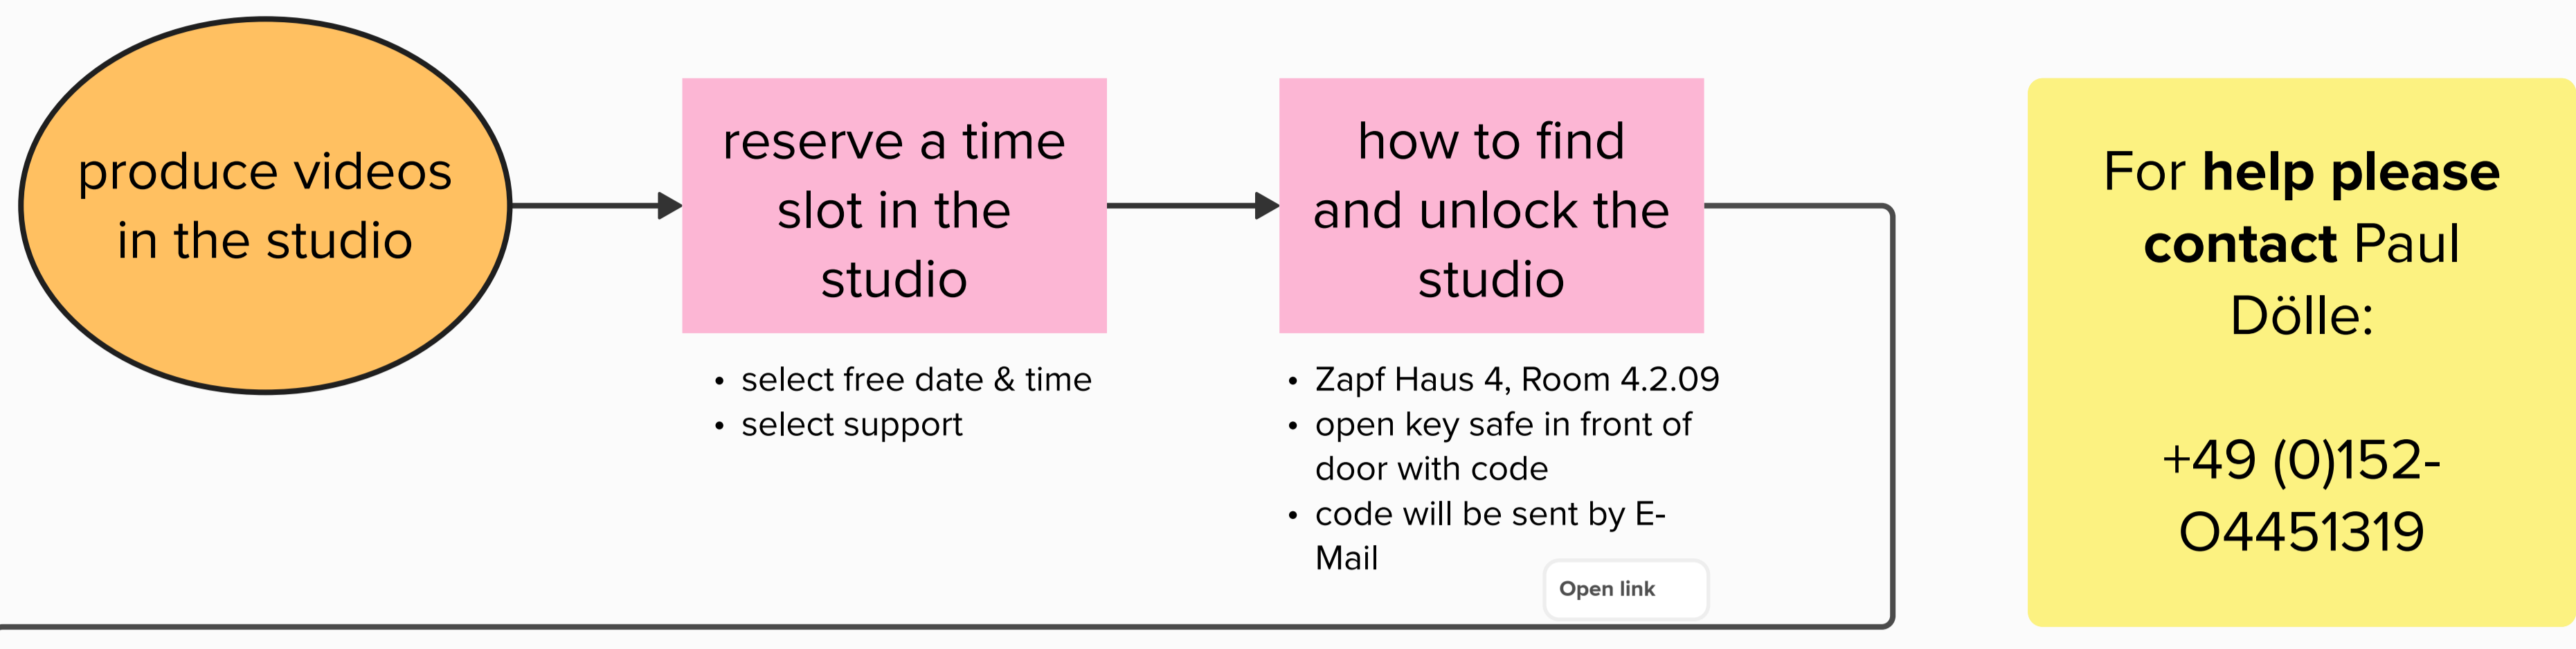 produce videos
in the studio
reserve a time
slot in the
studio
• select free date & time
• select support
how to find
and unlock the
studio
• Zapf Haus 4, Room 4.2.09
• open key safe in front of
door with code
• code will be sent by E-
Mail
Open link
For help please
contact Paul
Dölle:
+49 (0)152-
O4451319